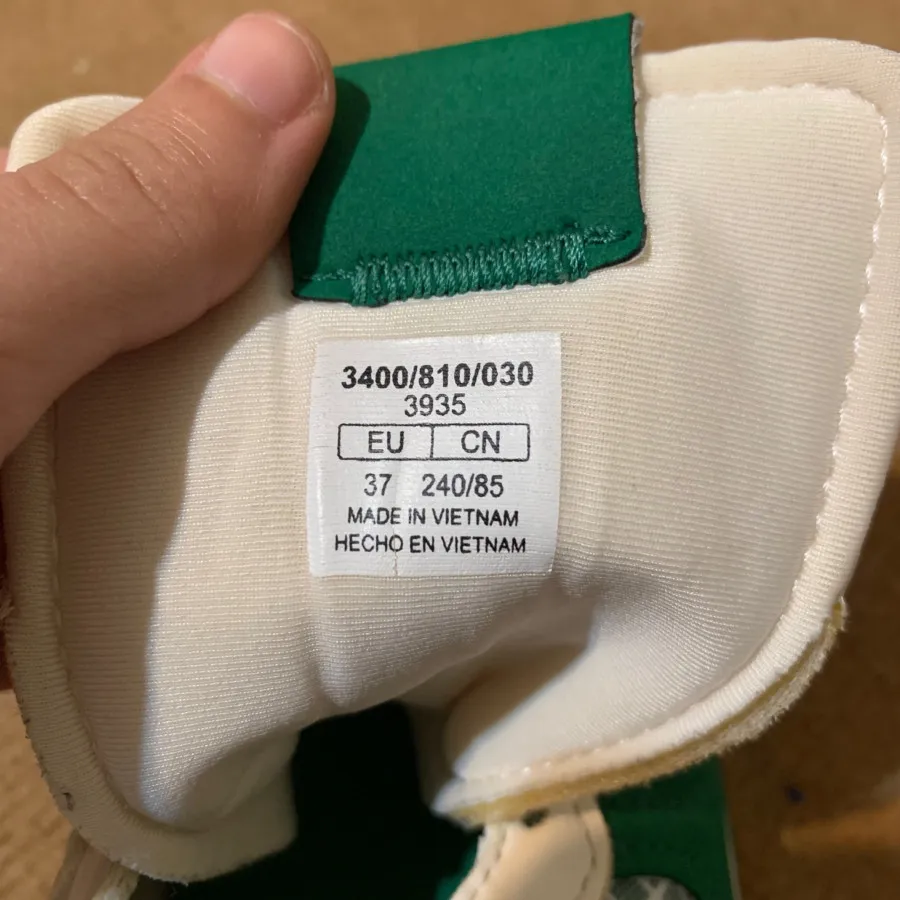 3400/810/030
3935
EU CN
37 240/85
MADE IN VIETNAM
HECHO EN VIETNAM